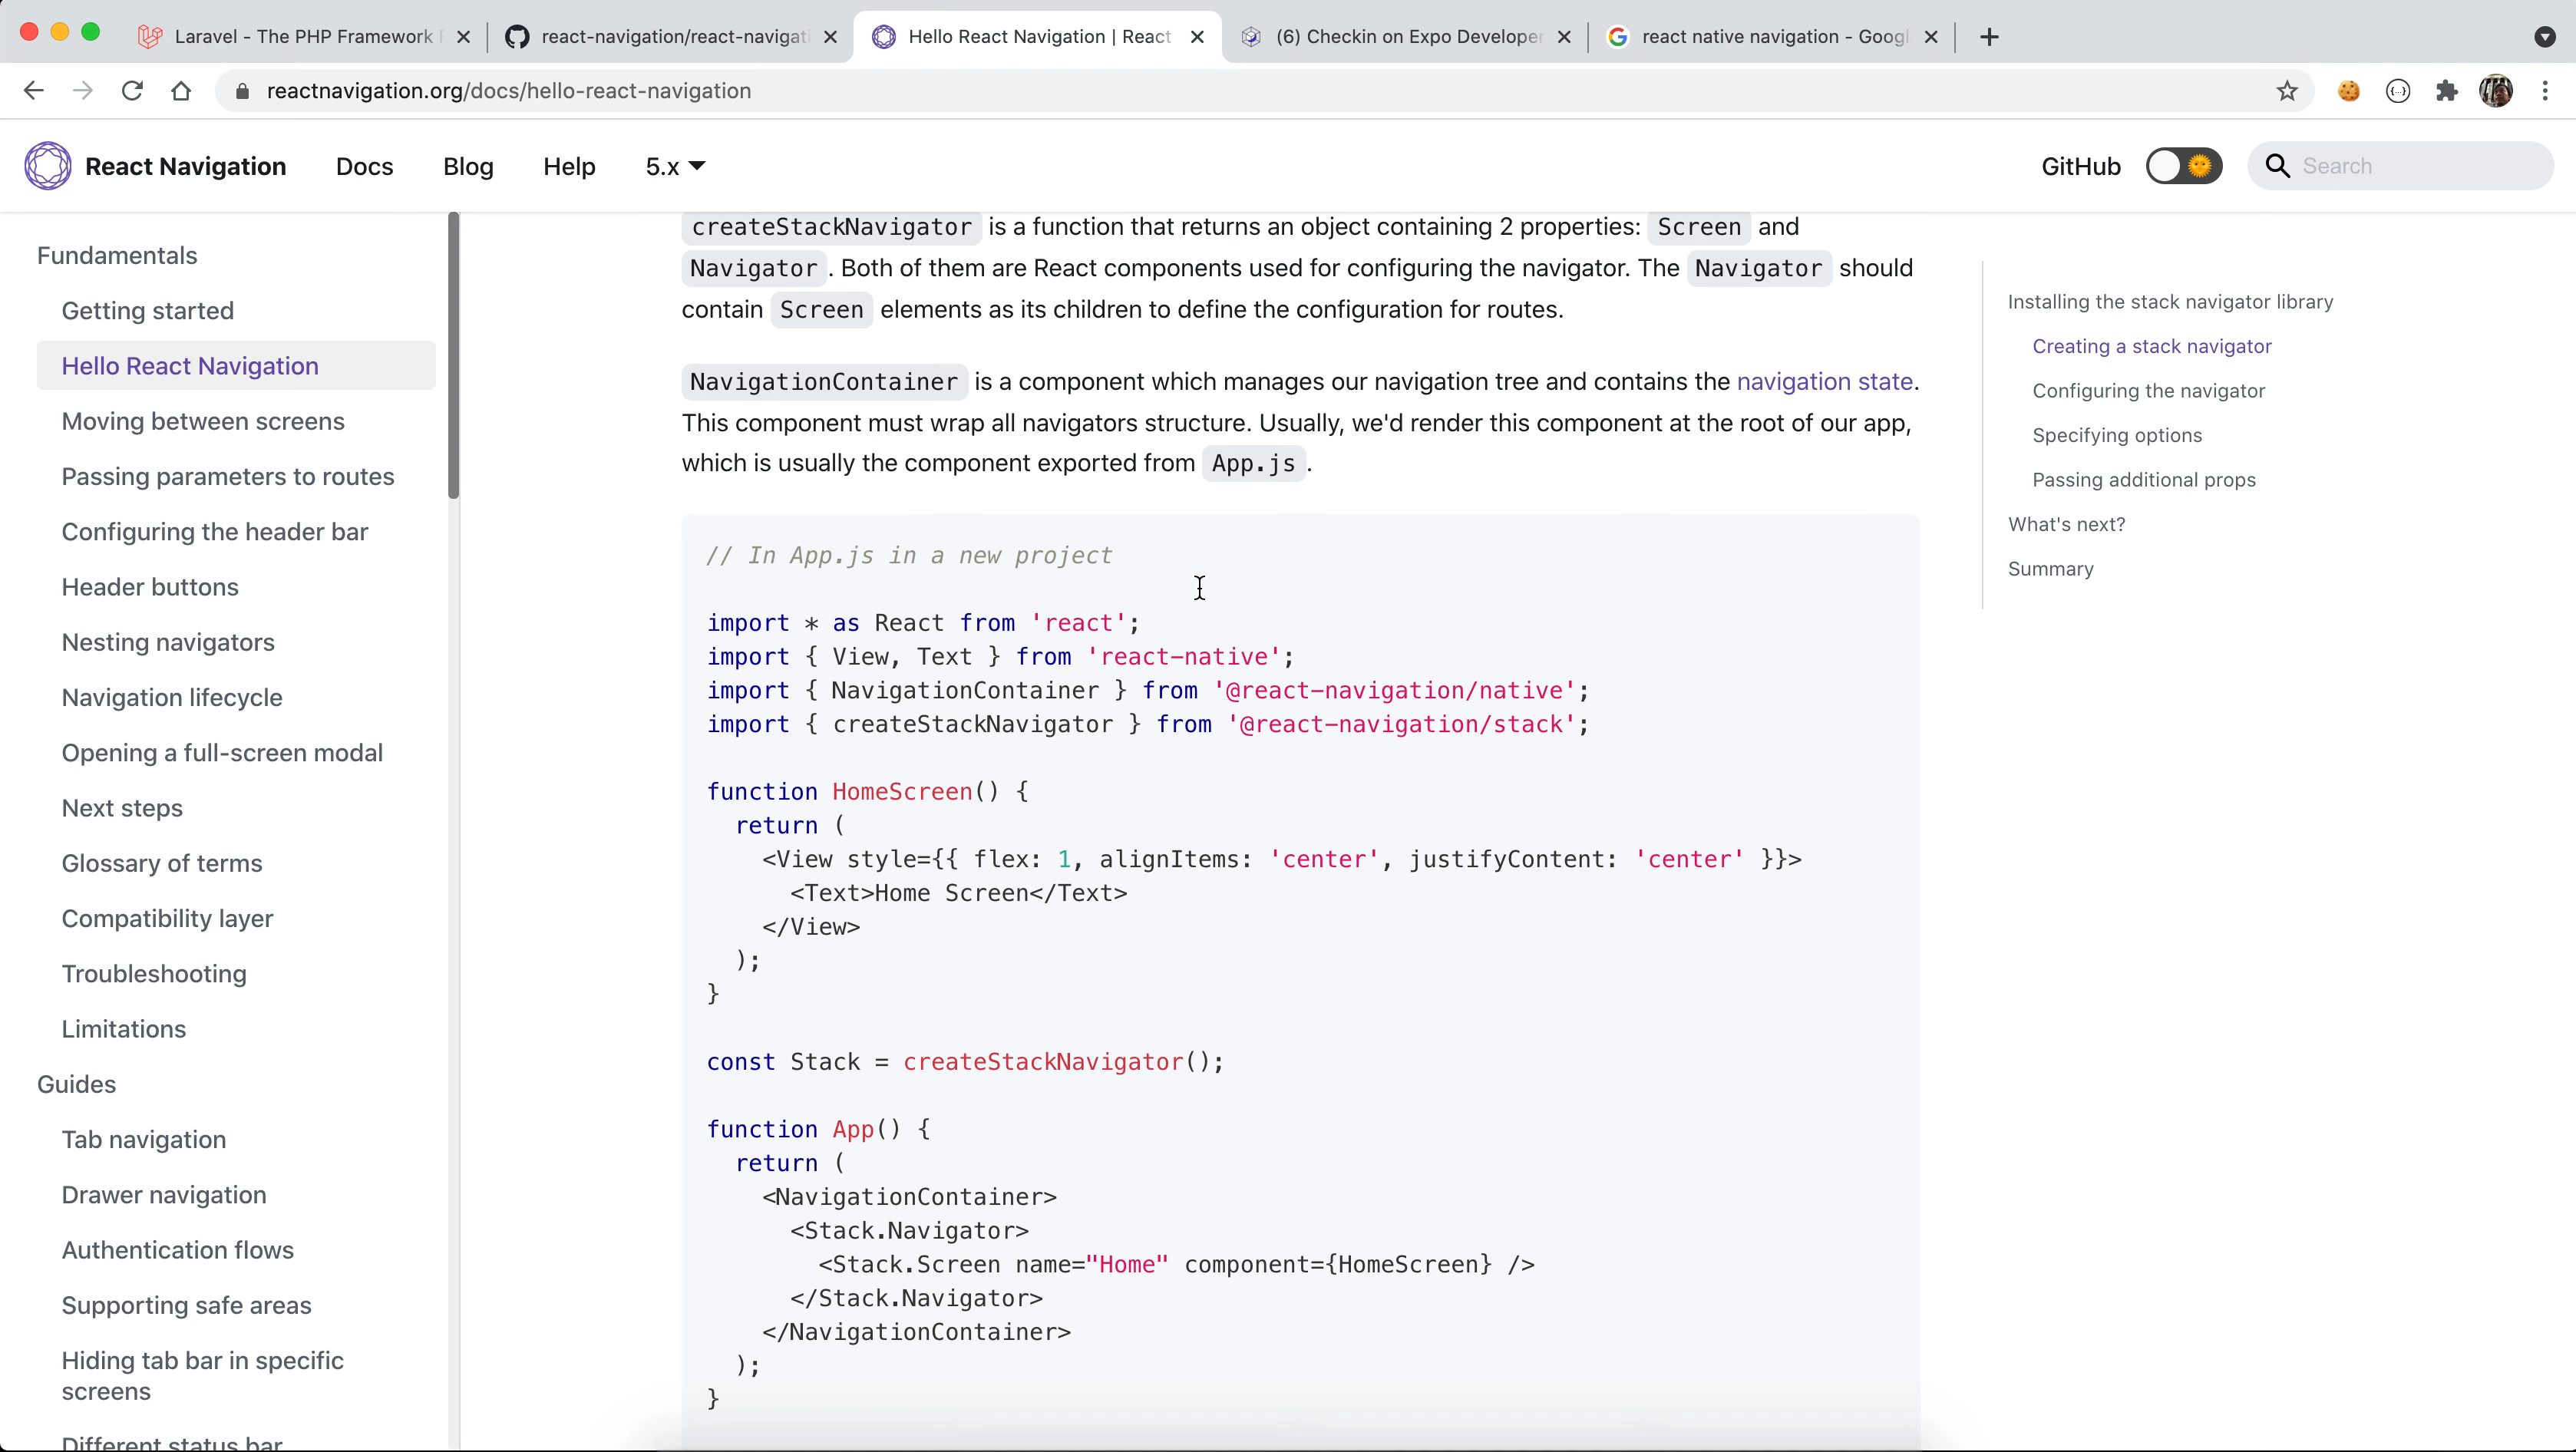 Laravel - The PHP Framework F
react-navigation/react-navigati
Hello React Navigation | React
(6) Checkin on Expo Developer
react native navigation - Googl
reactnavigation.org/docs/hello-react-navigation
React Navigation
Docs
Blog
Help
5.x
GitHub
Search
Fundamentals
Getting started
Hello React Navigation
Moving between screens
Passing parameters to routes
Configuring the header bar
Header buttons
Nesting navigators
Navigation lifecycle
Opening a full-screen modal
Next steps
Glossary of terms
Compatibility layer
Troubleshooting
Limitations
Guides
Tab navigation
Drawer navigation
Authentication flows
Supporting safe areas
Hiding tab bar in specific
screens
Different status bar
createStackNavigator is a function that returns an object containing 2 properties: Screen and
Navigator . Both of them are React components used for configuring the navigator. The Navigator should
contain Screen elements as its children to define the configuration for routes.
NavigationContainer is a component which manages our navigation tree and contains the navigation state.
This component must wrap all navigators structure. Usually, we'd render this component at the root of our app,
which is usually the component exported from App.js .
// In App.js in a new project
import * as React from 'react';
import { View, Text } from 'react-native';
import { NavigationContainer } from '@react-navigation/native';
import { createStackNavigator } from '@react-navigation/stack';
function HomeScreen() {
return (
<View style={{ flex: 1, alignItems: 'center', justifyContent: 'center' }}>
<Text>Home Screen</Text>
</View>
);
}
const Stack = createStackNavigator();
function App() {
return (
<NavigationContainer>
<Stack.Navigator>
<Stack.Screen name="Home" component={HomeScreen} />
</Stack.Navigator>
</NavigationContainer>
);
}
Installing the stack navigator library
Creating a stack navigator
Configuring the navigator
Specifying options
Passing additional props
What's next?
Summary